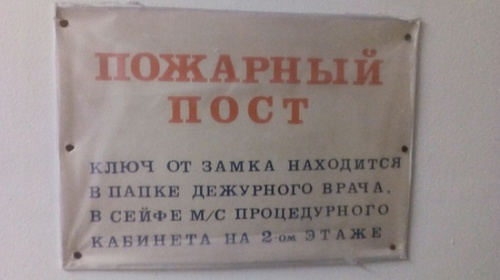 ПОЖАРНЫЙ
ПОСТ
КЛЮЧ ОТ ЗАМКА НАХОДИТСЯ
В ПАПКЕ ДЕЖУРНОГО ВРАЧА.
В СЕЙФЕ М/С ПРОЦЕДУРНОГО
КАБИНЕТА НА 2-ом ЭТАЖЕ